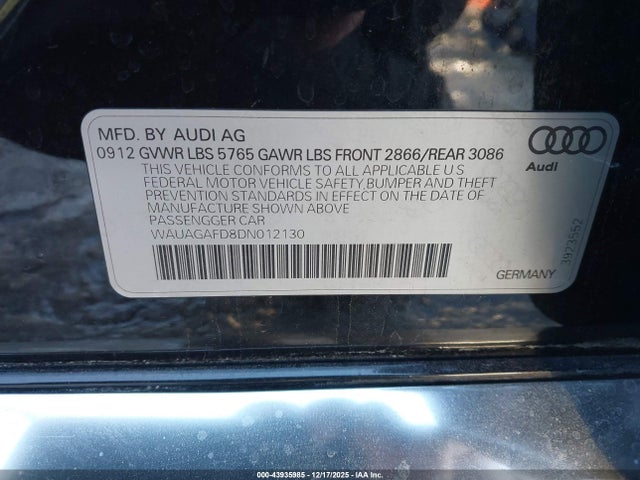 MFD. BY AUDI AG
0912 GVWR LBS 5765 GAWR LBS FRONT 2866/REAR 3086
THIS VEHICLE CONFORMS TO ALL APPLICABLE U S
FEDERAL MOTOR VEHICLE SAFETY, BUMPER AND THEFT
PREVENTION STANDARDS IN EFFECT ON THE DATE OF
MANUFACTURE SHOWN ABOVE
PASSENGGER CAR
WAUAGAFD8DN012130
Audi
3923552
GERMANY
000-43935985 - 12/17/2025 - IAA Inc.